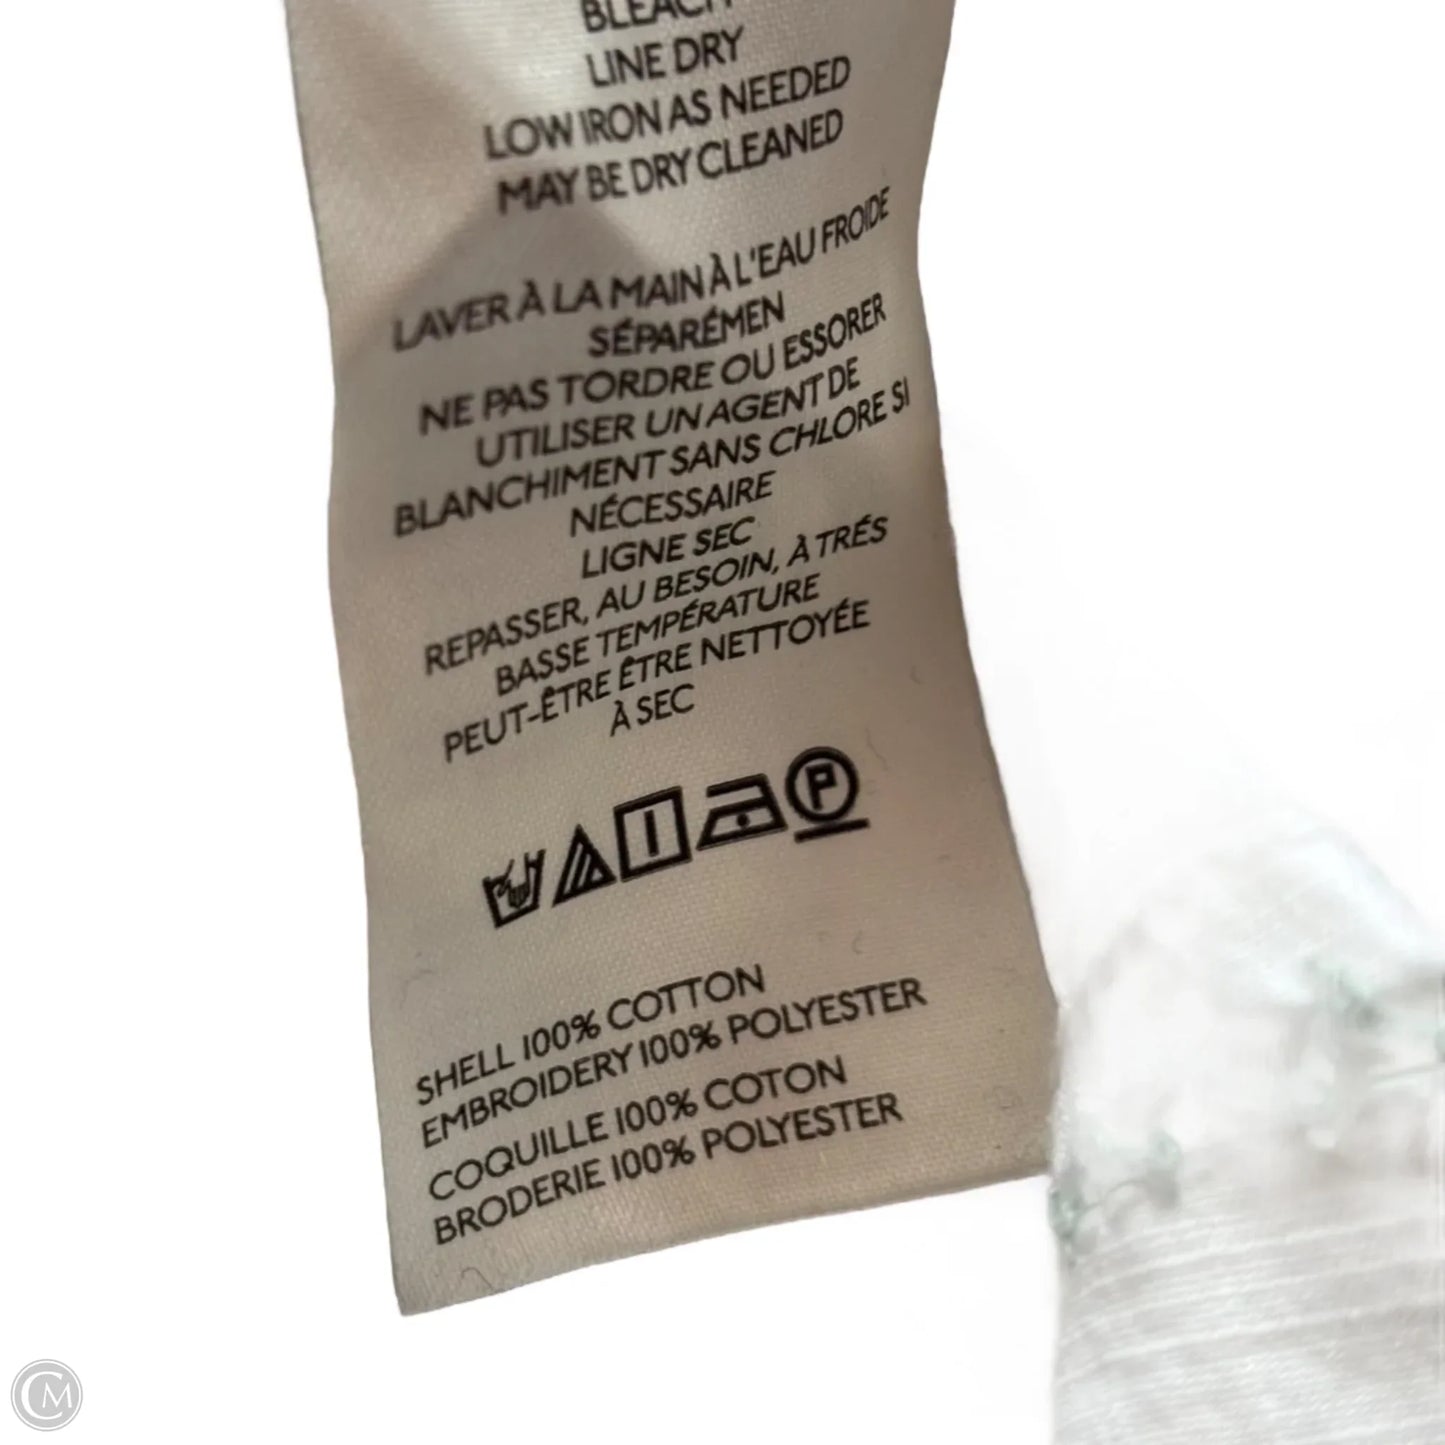 BLEACH
LINE DRY
LOW IRON AS NEEDED
MAY BE DRY CLEANED
LAVER À LA MAIN À L'EAU FROIDE
SÉPARÉMEN
NE PAS TORDRE OU ESSORER
UTILISER UN AGENT DE
BLANCHIMENT SANS CHLORE SI
NÉCESSAIRE
LIGNE SEC
REPASSER, AU BESOIN, À TRÉS
BASSE TEMPÉRATURE
PEUT-ÊTRE ÊTRE NETTOYÉE
À SEC
P
SHELL 100% COTTON
EMBROIDERY 100% POLYESTER
COQUILLE 100% COTON
BRODERIE 100% POLYESTER
CM